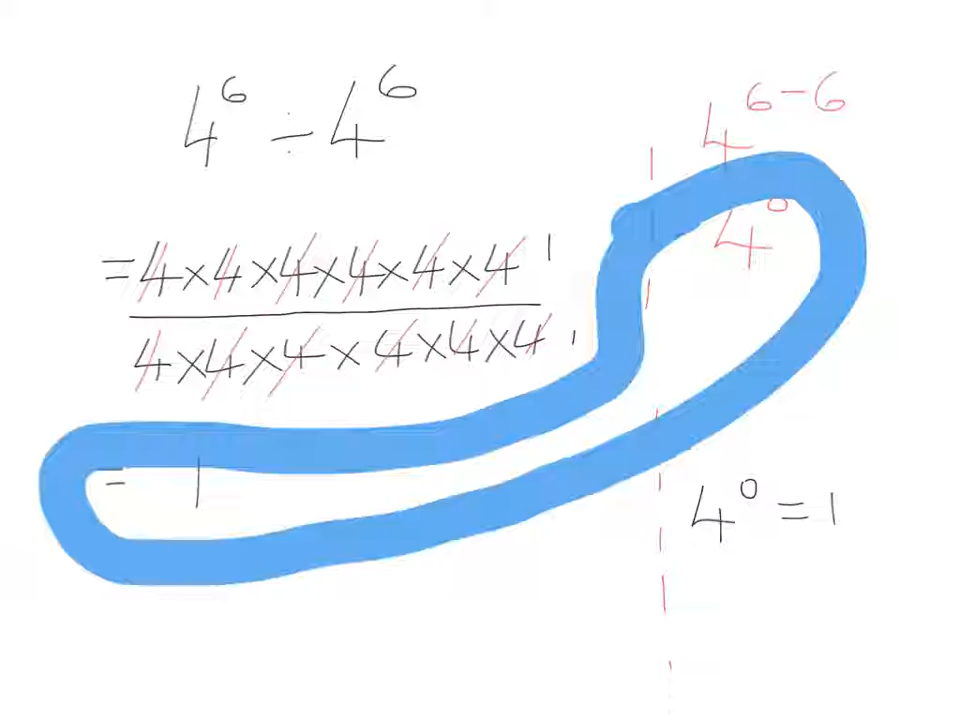 4⁶ ÷ 4⁶
= 4×4×4×4×4×4 1
4×4×4×4×4×4 1
= 1
4⁶⁻⁶
4⁰
4⁰ = 1